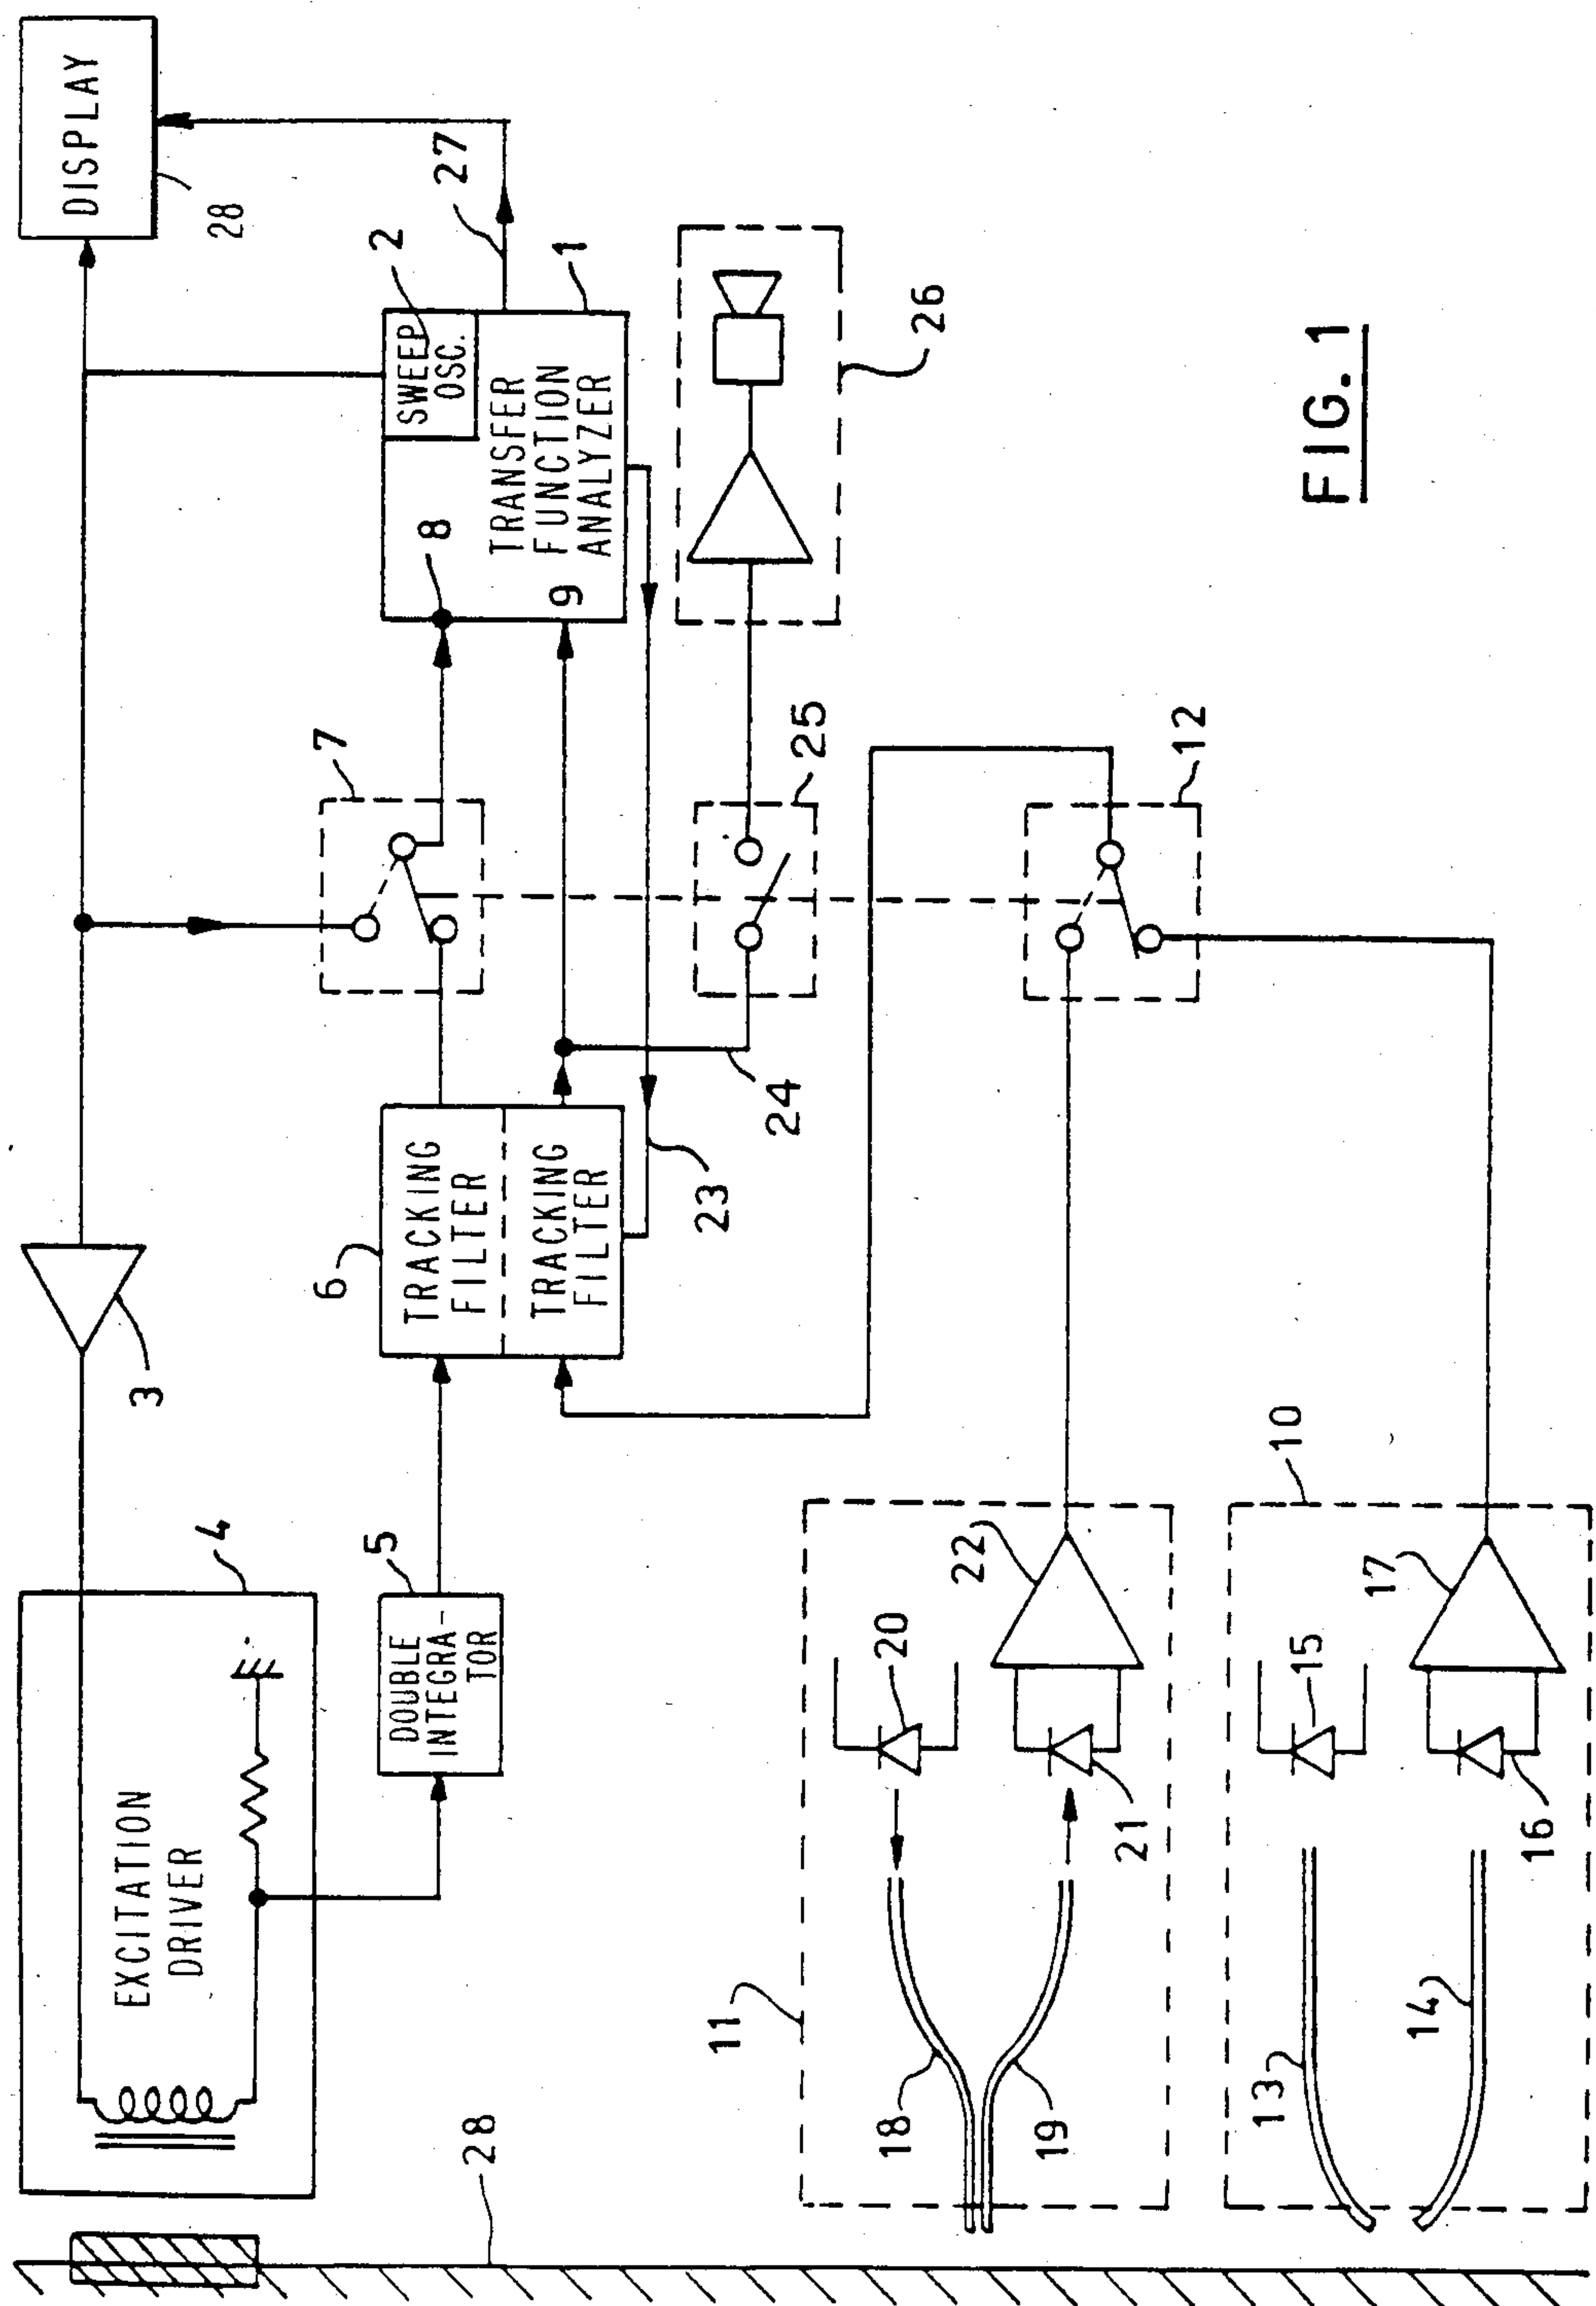 DISPLAY
28
27
2
SWEEP
OSC.
1
TRANSFER
FUNCTION
ANALYZER
8
9
26
7
25
12
24
23
6
TRACKING
FILTER
TRACKING
FILTER
3
4
EXCITATION
DRIVER
5
DOUBLE
INTEGRA-
TOR
28
11
18
19
20
21
22
10
13
14
15
16
17
FIG. 1